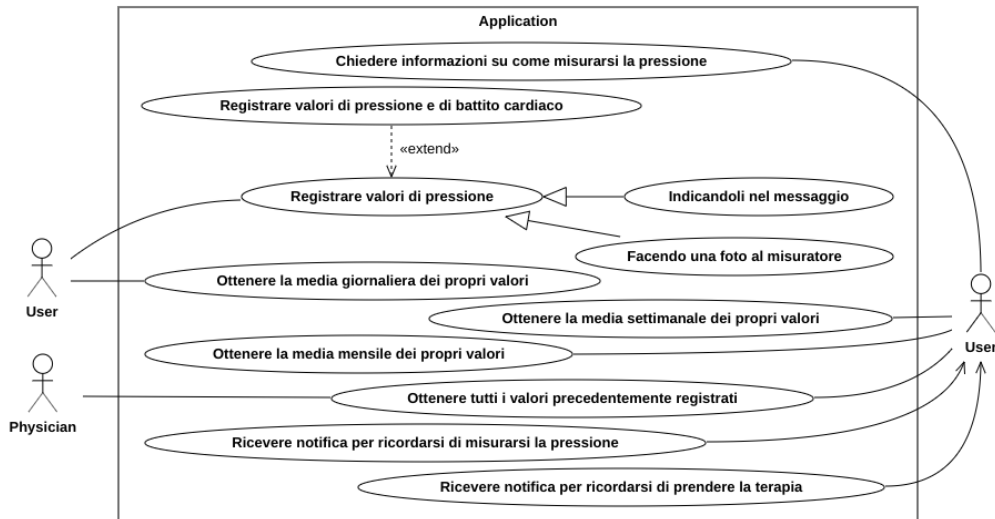 Application
Chiedere informazioni su come misurarsi la pressione
Registrare valori di pressione e di battito cardiaco
«extend»
Registrare valori di pressione
Indicandoli nel messaggio
Facendo una foto al misuratore
User
Ottenere la media giornaliera dei propri valori
Ottenere la media settimanale dei propri valori
User
Ottenere la media mensile dei propri valori
Physician
Ottenere tutti i valori precedentemente registrati
Ricevere notifica per ricordarsi di misurarsi la pressione
Ricevere notifica per ricordarsi di prendere la terapia